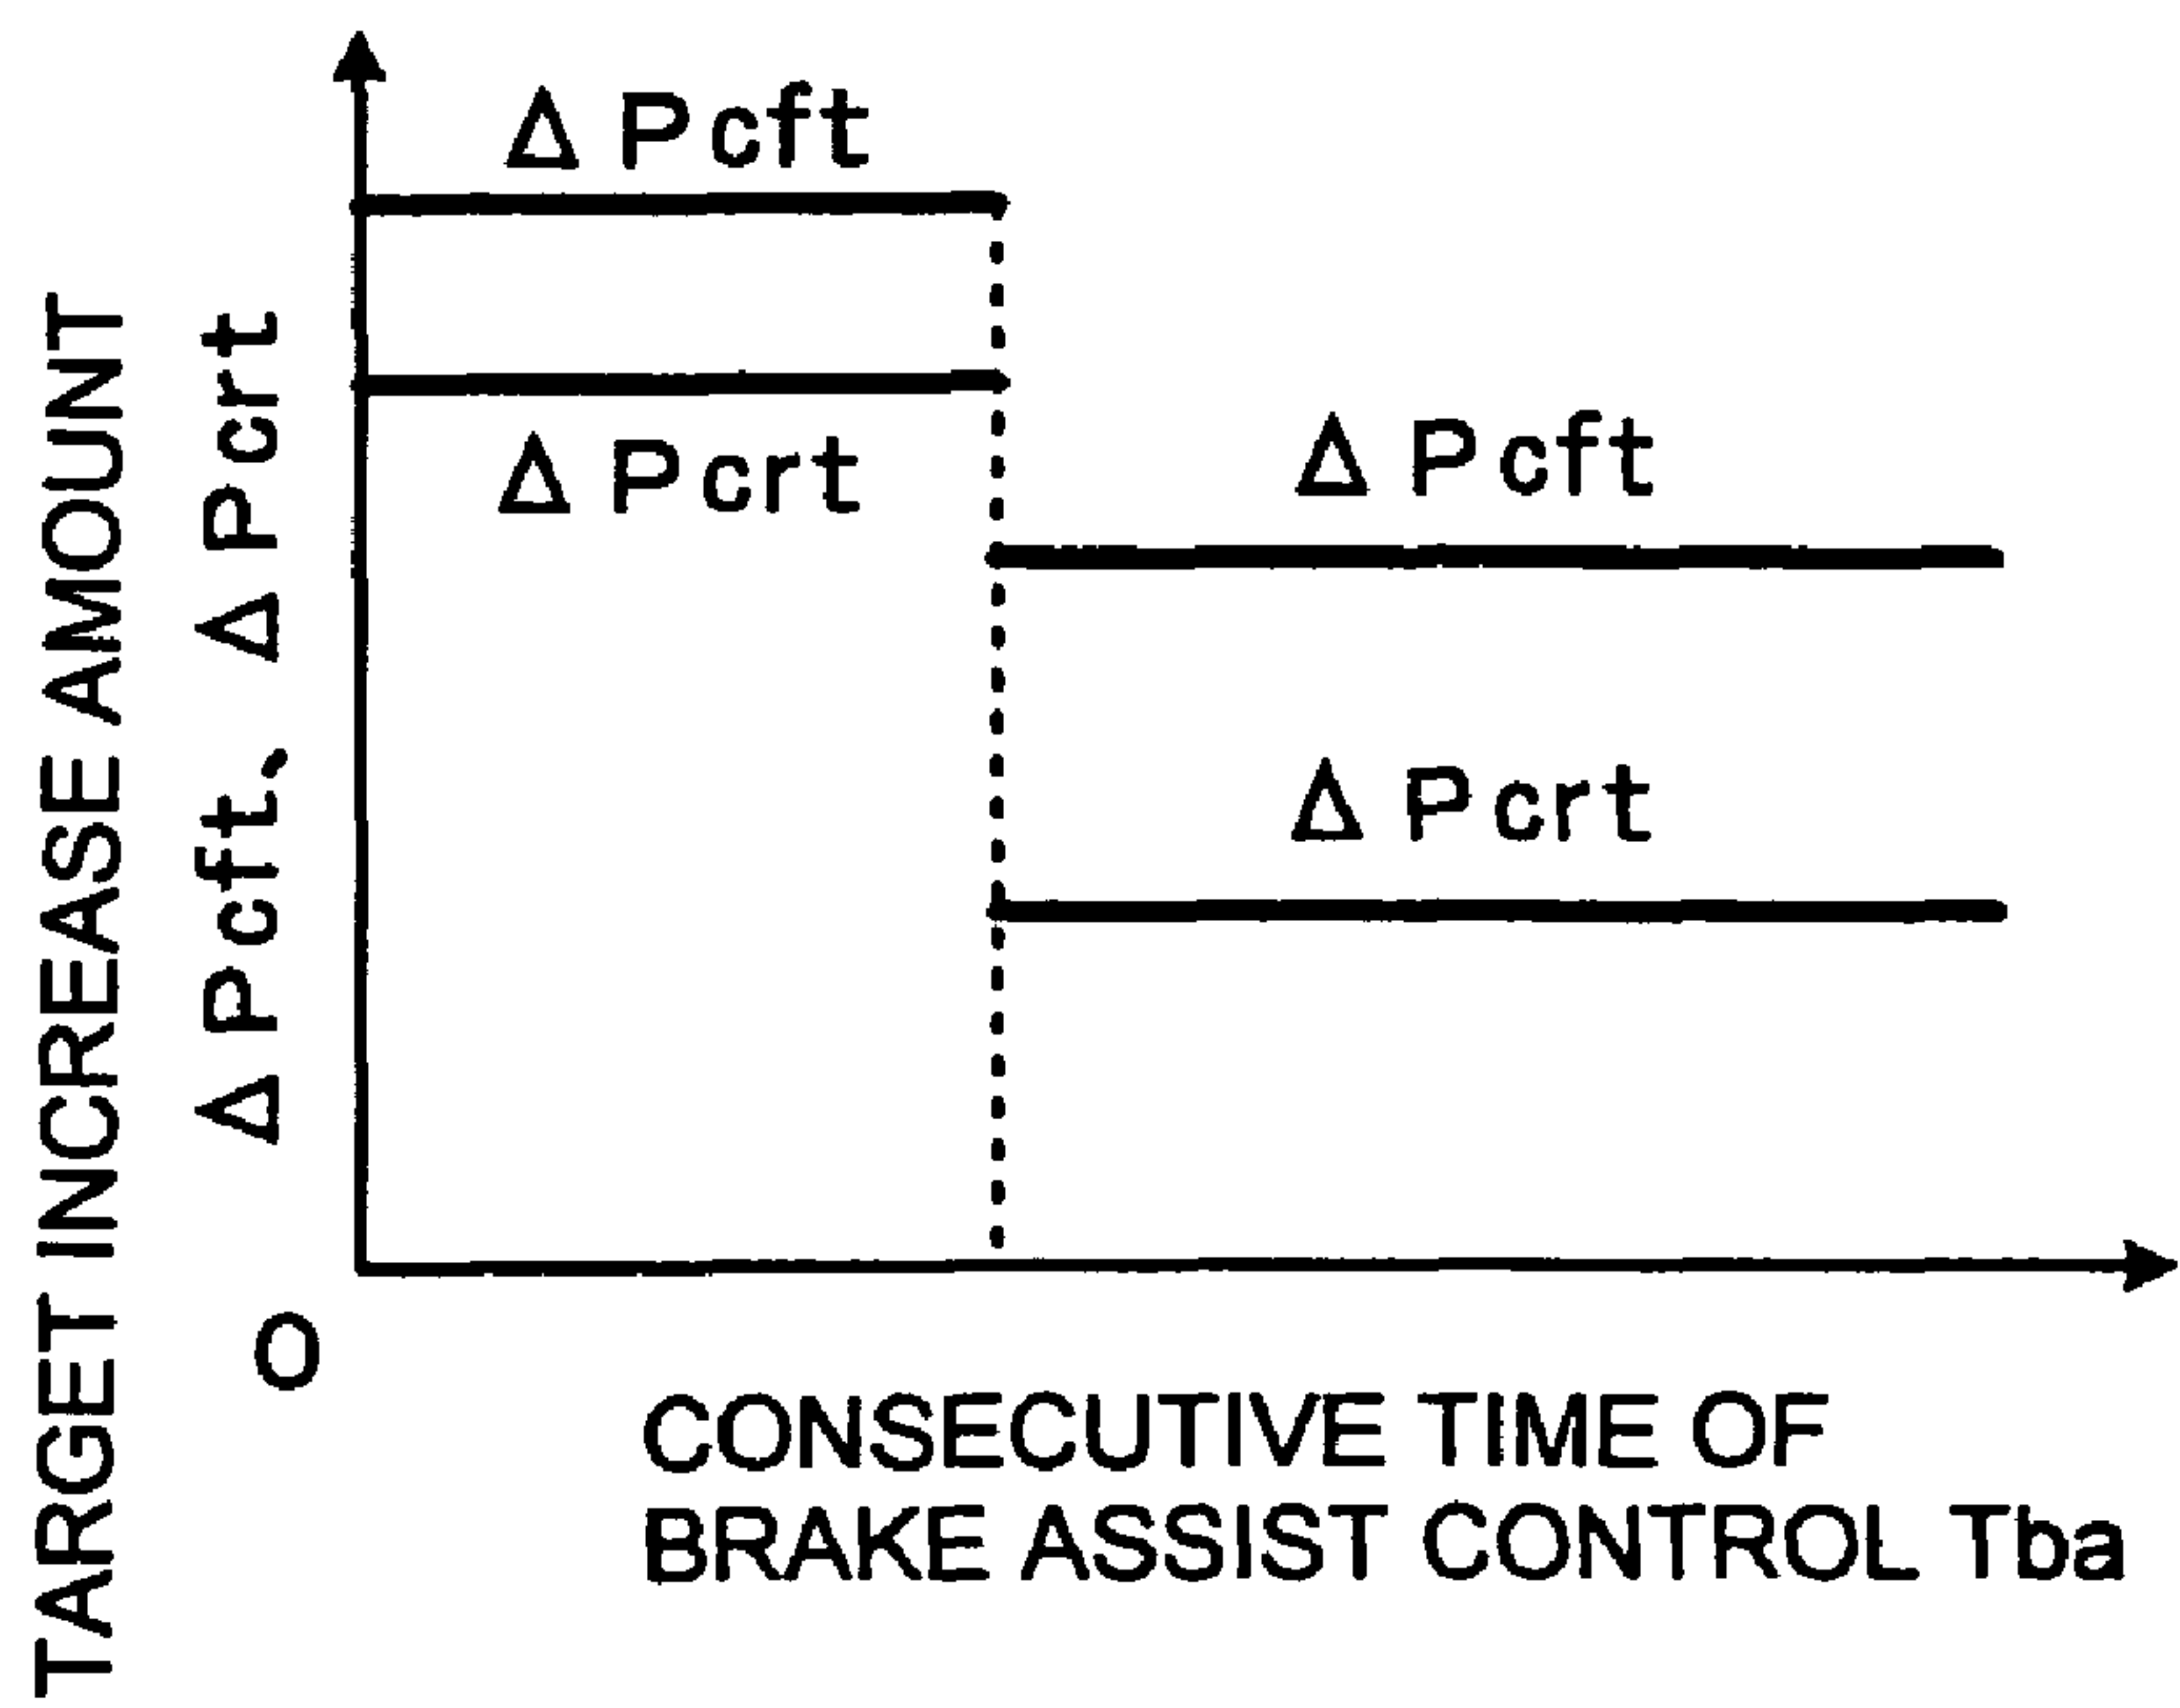 TARGET INCREASE AMOUNT
Δ Pcft、 Δ Pcrt
Δ Pcft
Δ Pcrt
Δ Pcft
Δ Pcrt
O
CONSECUTIVE TIME OF
BRAKE ASSIST CONTROL Tba